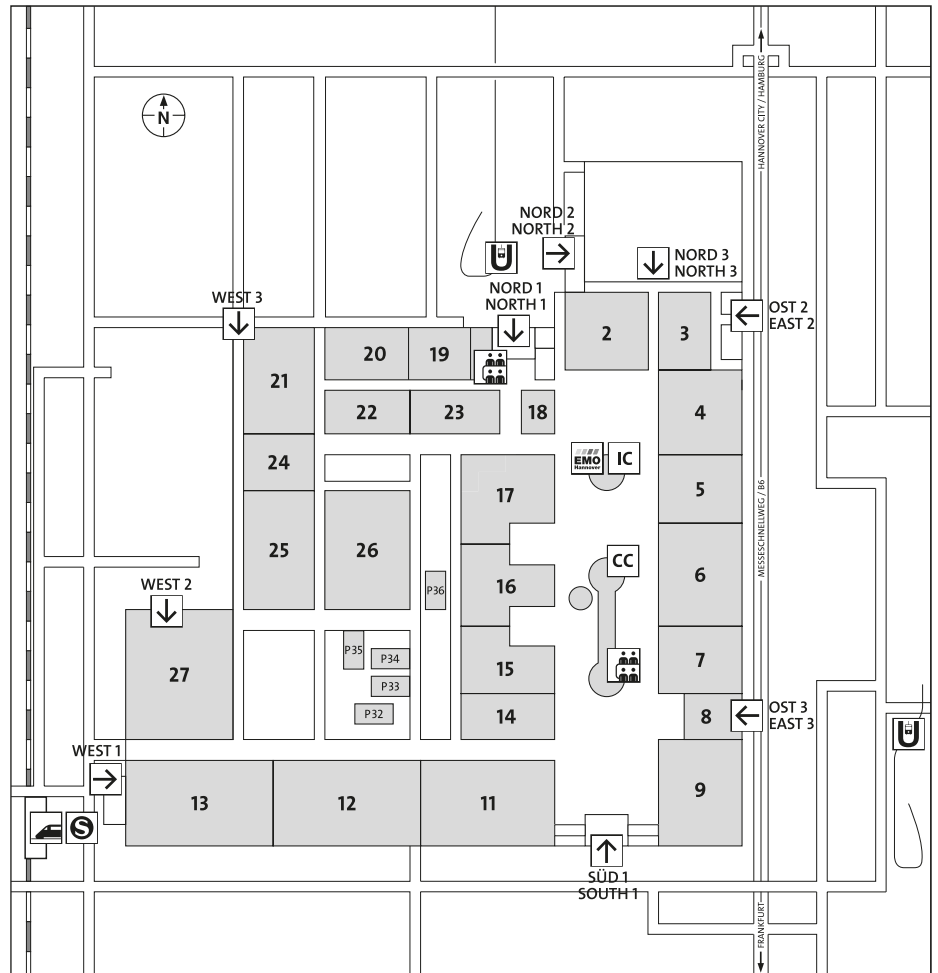 HANNOVER CITY / HAMBURG
N
NORD 2
NORTH 2
NORD 3
NORTH 3
NORD 1
NORTH 1
WEST 3
OST 2
EAST 2
U
2
3
20
19
21
22
23
18
4
24
EMO
Hannover
IC
17
5
25
26
CC
MESSESCHNELLWEG / B6
P36
16
6
WEST 2
P35
P34
15
7
27
P33
P32
14
8
OST 3
EAST 3
U
WEST 1
13
12
11
9
S
SÜD 1
SOUTH 1
FRANKFURT